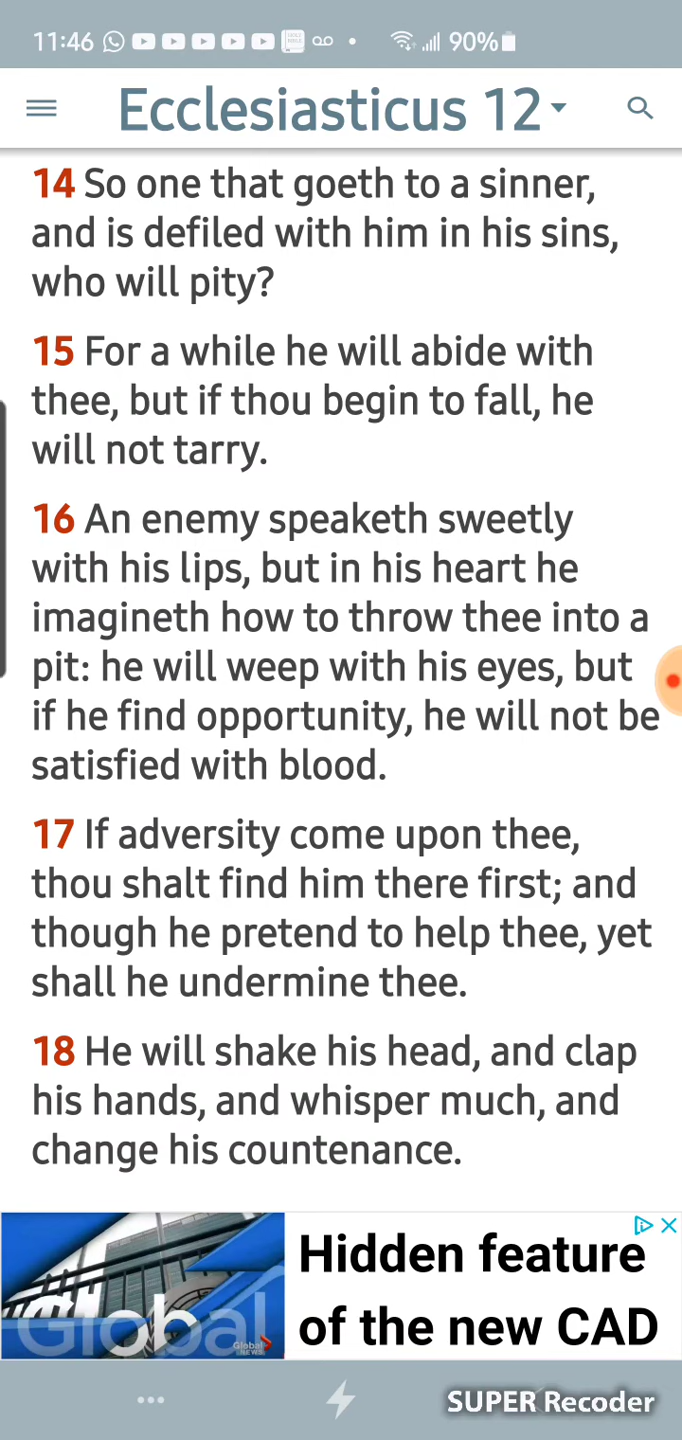 11:46 90%
Ecclesiasticus 12
14 So one that goeth to a sinner,
and is defiled with him in his sins,
who will pity?
15 For a while he will abide with
thee, but if thou begin to fall, he
will not tarry.
16 An enemy speaketh sweetly
with his lips, but in his heart he
imagineth how to throw thee into a
pit: he will weep with his eyes, but
if he find opportunity, he will not be
satisfied with blood.
17 If adversity come upon thee,
thou shalt find him there first; and
though he pretend to help thee, yet
shall he undermine thee.
18 He will shake his head, and clap
his hands, and whisper much, and
change his countenance.
Global
Global
NEWS
Hidden feature
of the new CAD
SUPER Recoder